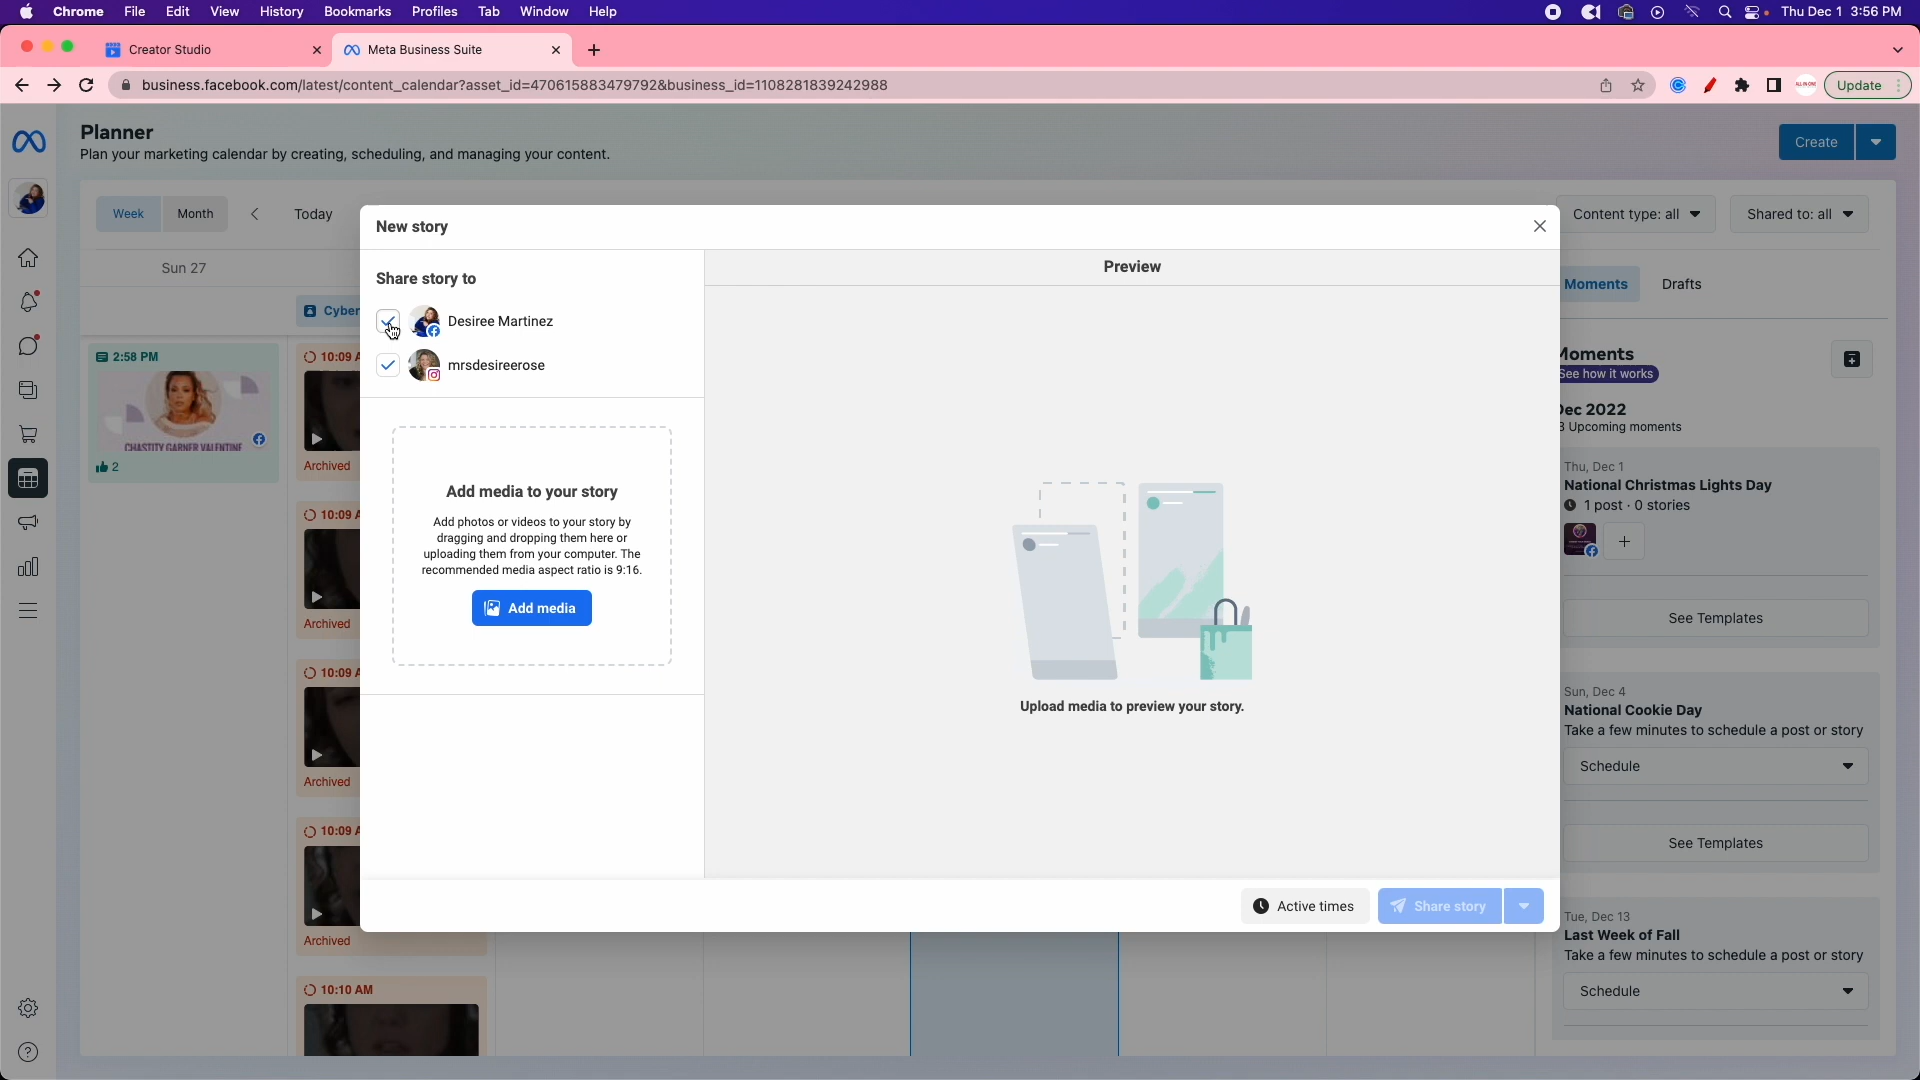 Chrome File Edit View History Bookmarks Profiles Tab Window Help Thu Dec 1 3:56 PM
Creator Studio Meta Business Suite
business.facebook.com/latest/content_calendar?asset_id=470615883479792&business_id=1108281839242988 Update
Planner
Plan your marketing calendar by creating, scheduling, and managing your content.
Create
Week Month Today
Content type: all Shared to: all
Sun 27
Cyber
2:58 PM
CHASTITY GARNER VALENTINE
2
10:09 A
Archived
10:09 A
Archived
10:09 A
Archived
10:09 A
Archived
10:10 AM
New story
Share story to
Desiree Martinez
mrsdesireerose
Add media to your story
Add photos or videos to your story by
dragging and dropping them here or
uploading them from your computer. The
recommended media aspect ratio is 9:16.
Add media
Preview
Upload media to preview your story.
Active times Share story
Moments Drafts
Moments
See how it works
Dec 2022
3 Upcoming moments
Thu, Dec 1
National Christmas Lights Day
1 post · 0 stories
See Templates
Sun, Dec 4
National Cookie Day
Take a few minutes to schedule a post or story
Schedule
See Templates
Tue, Dec 13
Last Week of Fall
Take a few minutes to schedule a post or story
Schedule